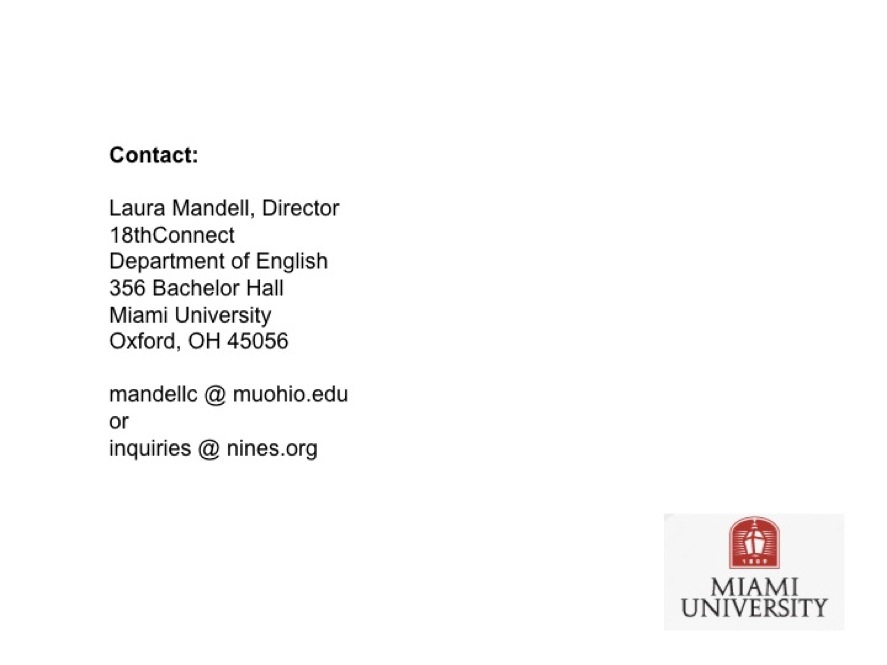 Contact:
Laura Mandell, Director
18thConnect
Department of English
356 Bachelor Hall
Miami University
Oxford, OH 45056
mandellc @ muohio.edu
or
inquiries @ nines.org
1809
MIAMI
UNIVERSITY